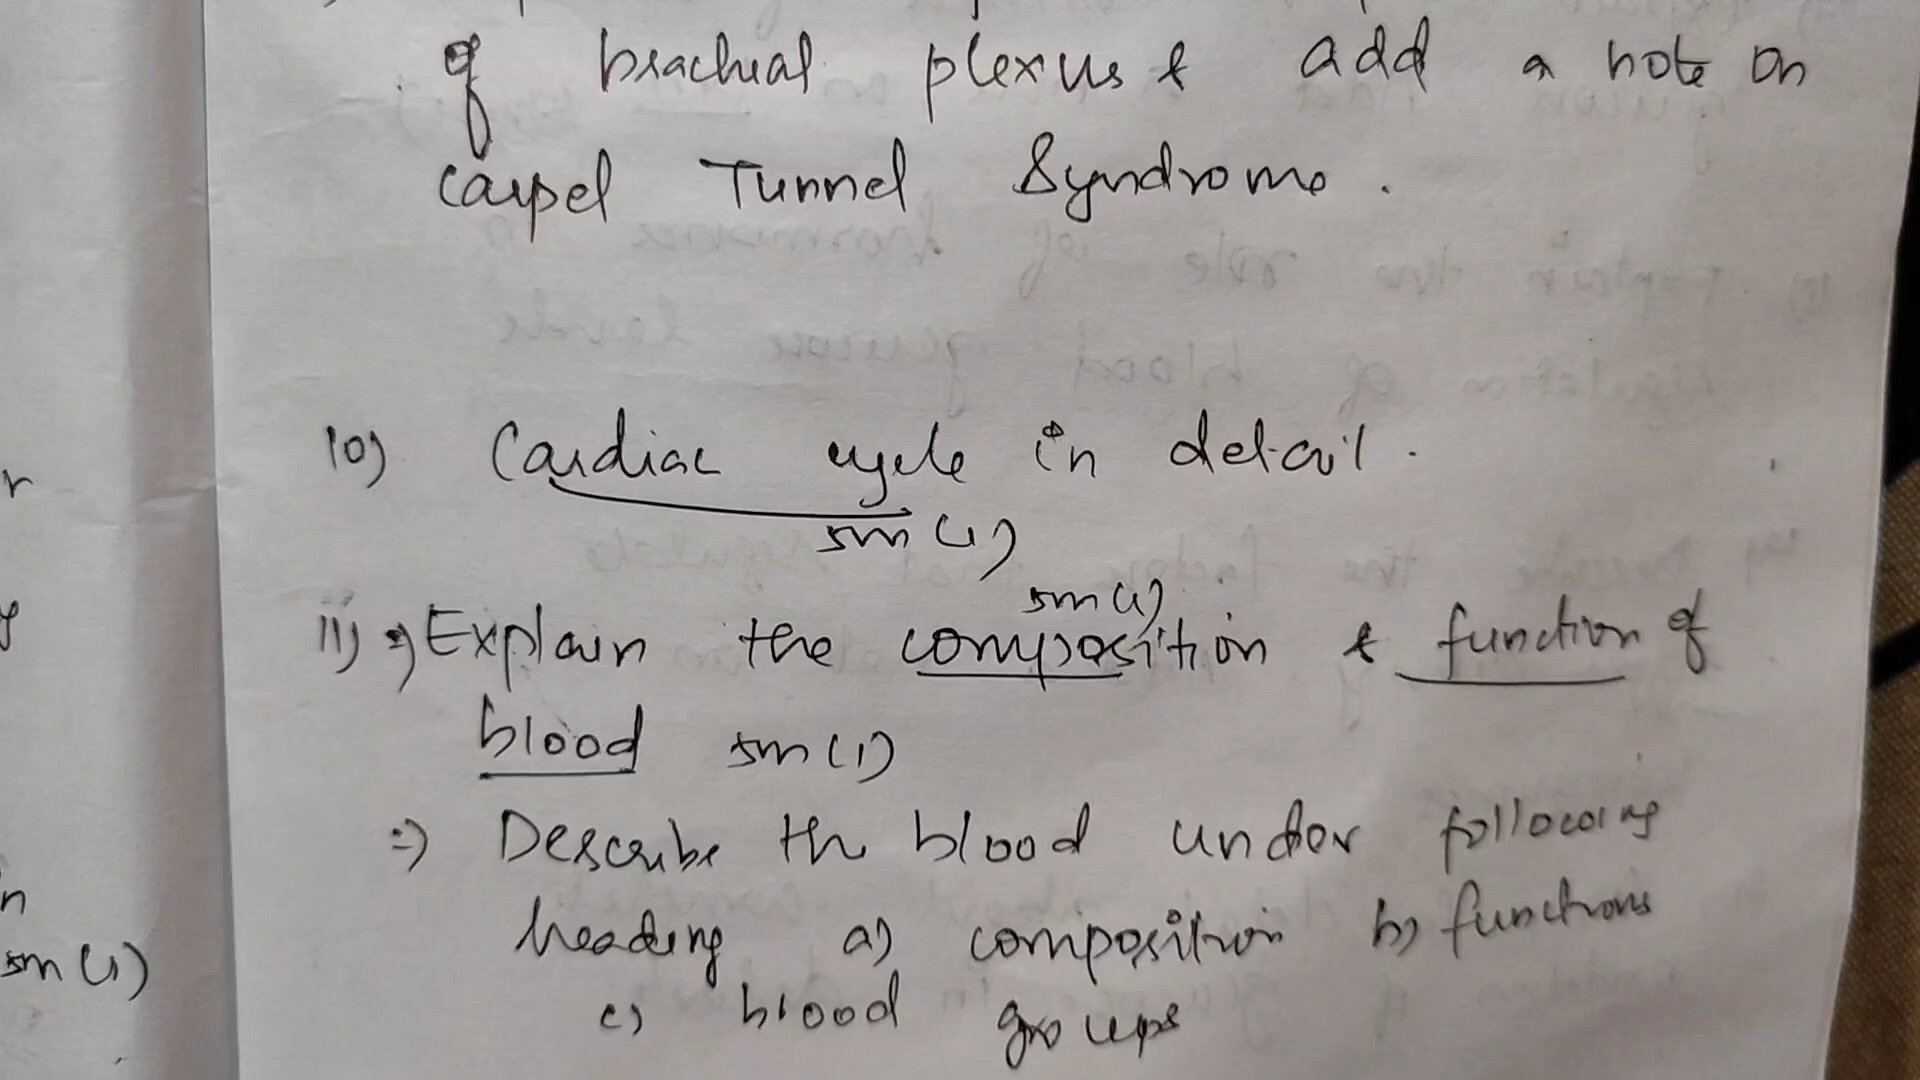 of brachial plexus & add a note on
Carpel Tunnel Syndrome.
10) Cardiac cycle in detail.
5m (1)
5m (1)
11) => Explain the composition & function of
blood 5m (1)
=> Describe the blood under following
heading a) composition b) functions
c) blood groups
r
y
n
5m (1)